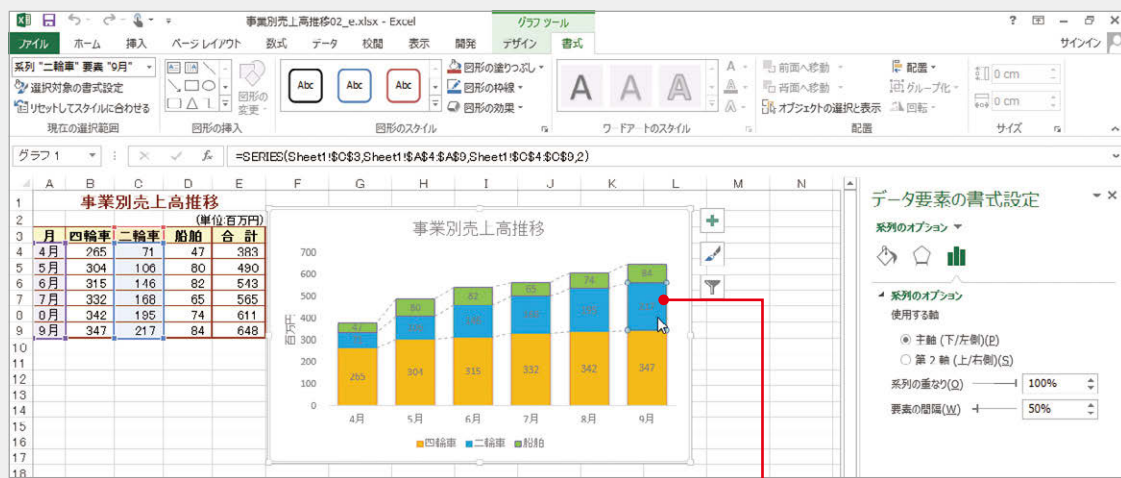 事業別売上高推移02_e.xlsx - Excel
グラフ ツール
ファイル ホーム 挿入 ページ レイアウト 数式 データ 校閲 表示 開発 デザイン 書式 サインイン
系列 "二輪車" 要素 "9月"
選択対象の書式設定
リセットしてスタイルに合わせる
現在の選択範囲
図形の変更
図形の挿入
Abc Abc Abc
図形の塗りつぶし
図形の枠線
図形の効果
図形のスタイル
A A A
A
A
A
ワードアートのスタイル
前面へ移動
背面へ移動
オブジェクトの選択と表示
配置
グループ化
回転
配置
0 cm
0 cm
サイズ
グラフ 1 fx =SERIES(Sheet1!$C$3,Sheet1!$A$4:$A$9,Sheet1!$C$4:$C$9,2)
A B C D E F G H I J K L M N
1 事業別売上高推移
2 (単位:百万円)
3 月 四輪車 二輪車 船舶 合 計
4 4月 265 71 47 383
5 5月 304 106 80 490
6 6月 315 146 82 543
7 7月 332 168 65 565
8 8月 342 195 74 611
9 9月 347 217 84 648
10
11
12
13
14
15
16
17
18
事業別売上高推移
百万円
700
600
500
400
300
200
100
0
47 80 82 65 74 84
265 304 315 332 342 347
4月 5月 6月 7月 8月 9月
四輪車 二輪車 船舶
データ要素の書式設定
系列のオプション
系列のオプション
使用する軸
主軸 (下/左側)(P)
第 2 軸 (上/右側)(S)
系列の重なり(O) 100%
要素の間隔(W) 50%